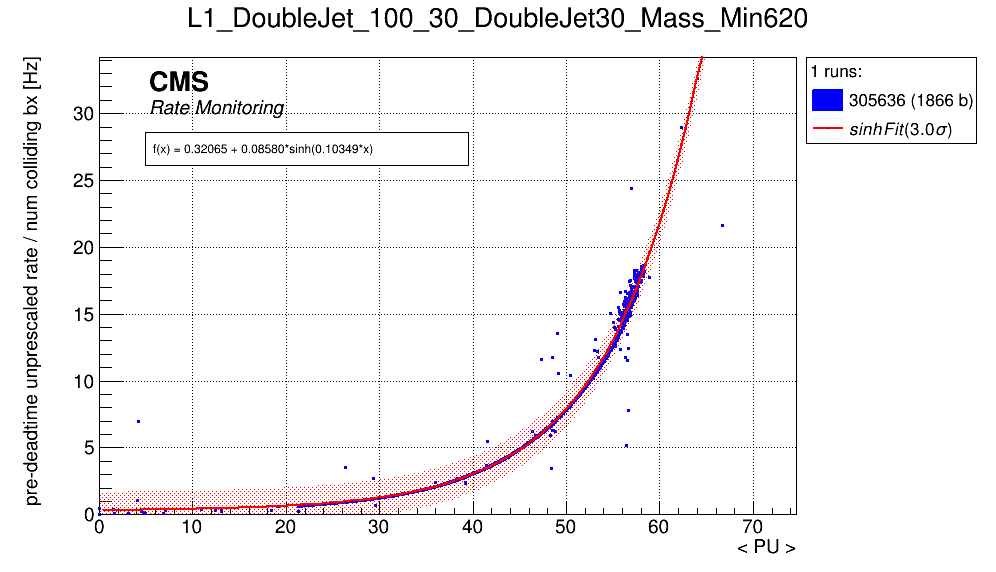 L1_DoubleJet_100_30_DoubleJet30_Mass_Min620
pre-deadtime unprescaled rate / num colliding bx [Hz]
CMS
Rate Monitoring
f(x) = 0.32065 + 0.08580*sinh(0.10349*x)
1 runs:
305636 (1866 b)
sinhFit(3.0σ)
30
25
20
15
10
5
0
0 10 20 30 40 50 60 70
< PU >